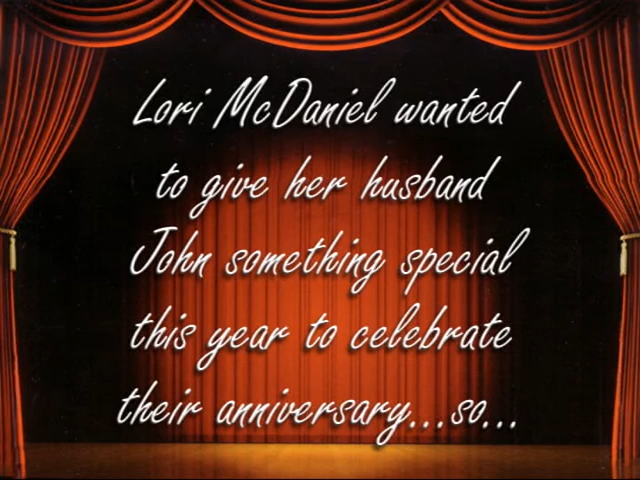 Lori McDaniel wanted
to give her husband
John something special
this year to celebrate
their anniversary...so...